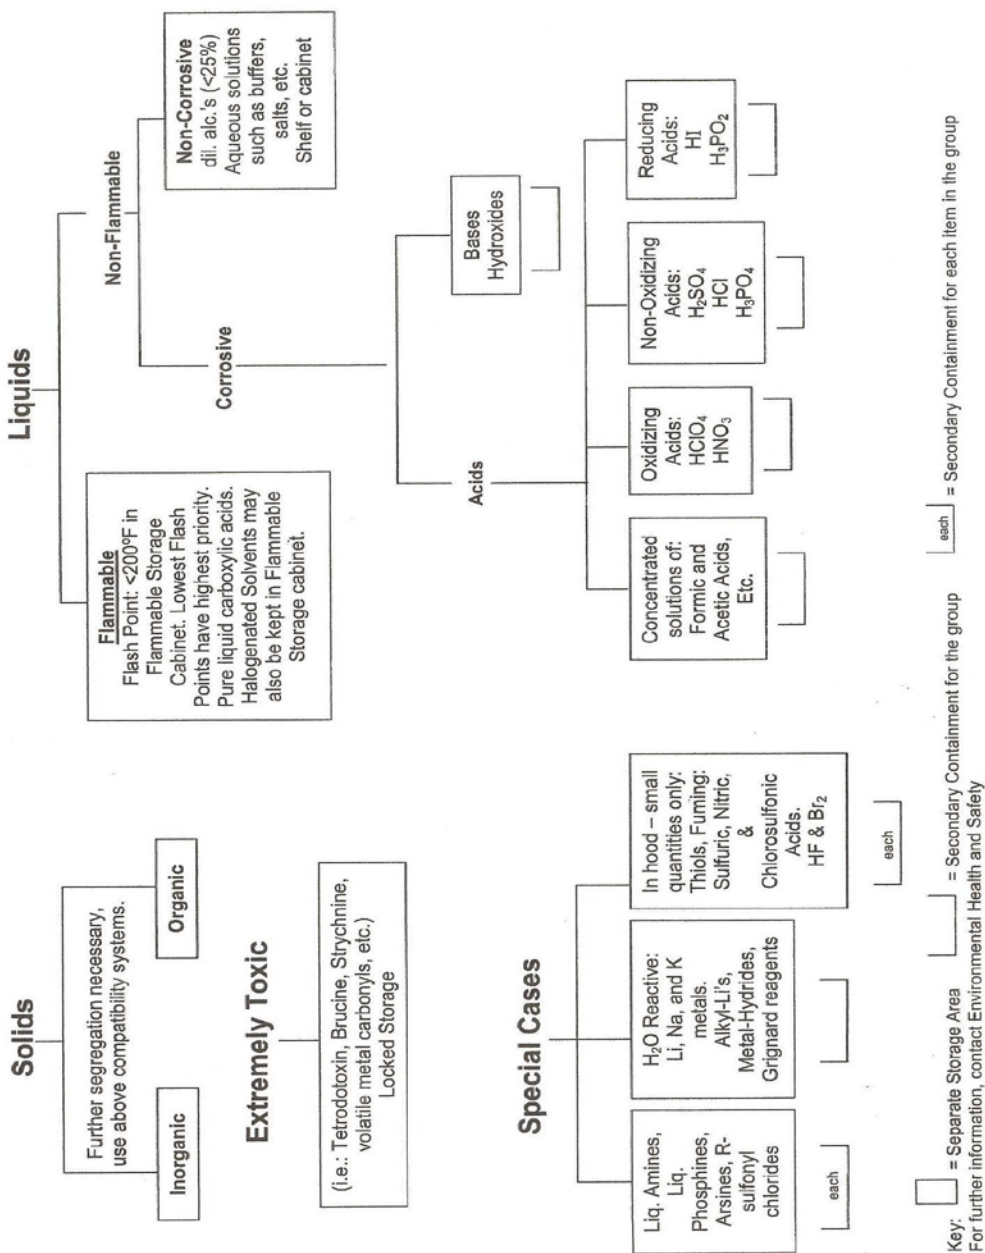 Solids
Further segregation necessary,
use above compatibility systems.
Inorganic
Organic
Extremely Toxic
(i.e.: Tetrodotoxin, Brucine, Strychnine,
volatile metal carbonyls, etc.)
Locked Storage
Liquids
Flammable
Flash Point: <200ºF in
Flammable Storage
Cabinet. Lowest Flash
Points have highest priority.
Pure liquid carboxylic acids.
Halogenated Solvents may
also be kept in Flammable
Storage cabinet.
Non-Flammable
Non-Corrosive
dil. alc.'s (<25%)
Aqueous solutions
such as buffers,
salts, etc.
Shelf or cabinet
Corrosive
Acids
Bases
Hydroxides
Concentrated
solutions of:
Formic and
Acetic Acids,
Etc.
Oxidizing
Acids:
HClO₄
HNO₃
Non-Oxidizing
Acids:
H₂SO₄
HCl
H₃PO₄
Reducing
Acids:
HI
H₃PO₂
Special Cases
Liq. Amines,
Liq.
Phosphines,
Arsines, R-
sulfonyl
chlorides
each
H₂O Reactive:
Li, Na, and K
metals.
Alkyl-Li's,
Metal-Hydrides,
Grignard reagents
In hood – small
quantities only:
Thiols, Fuming:
Sulfuric, Nitric,
&
Chlorosulfonic
Acids.
HF & Br₂
each
Key: = Separate Storage Area = Secondary Containment for the group each = Secondary Containment for each item in the group
For further information, contact Environmental Health and Safety